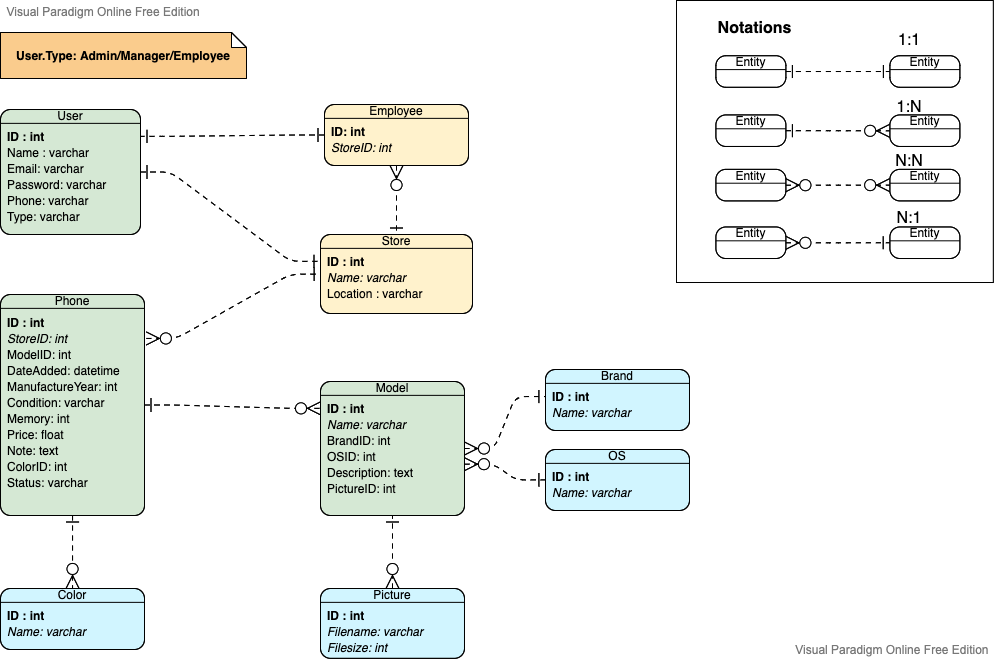 Visual Paradigm Online Free Edition
User.Type: Admin/Manager/Employee
Notations
1:1
Entity
Entity
1:N
Entity
Entity
N:N
Entity
Entity
N:1
Entity
Entity
User
ID : int
Name : varchar
Email: varchar
Password: varchar
Phone: varchar
Type: varchar
Employee
ID: int
StoreID: int
Store
ID : int
Name: varchar
Location : varchar
Phone
ID : int
StoreID: int
ModelID: int
DateAdded: datetime
ManufactureYear: int
Condition: varchar
Memory: int
Price: float
Note: text
ColorID: int
Status: varchar
Model
ID : int
Name: varchar
BrandID: int
OSID: int
Description: text
PictureID: int
Brand
ID : int
Name: varchar
OS
ID : int
Name: varchar
Color
ID : int
Name: varchar
Picture
ID : int
Filename: varchar
Filesize: int
Visual Paradigm Online Free Edition